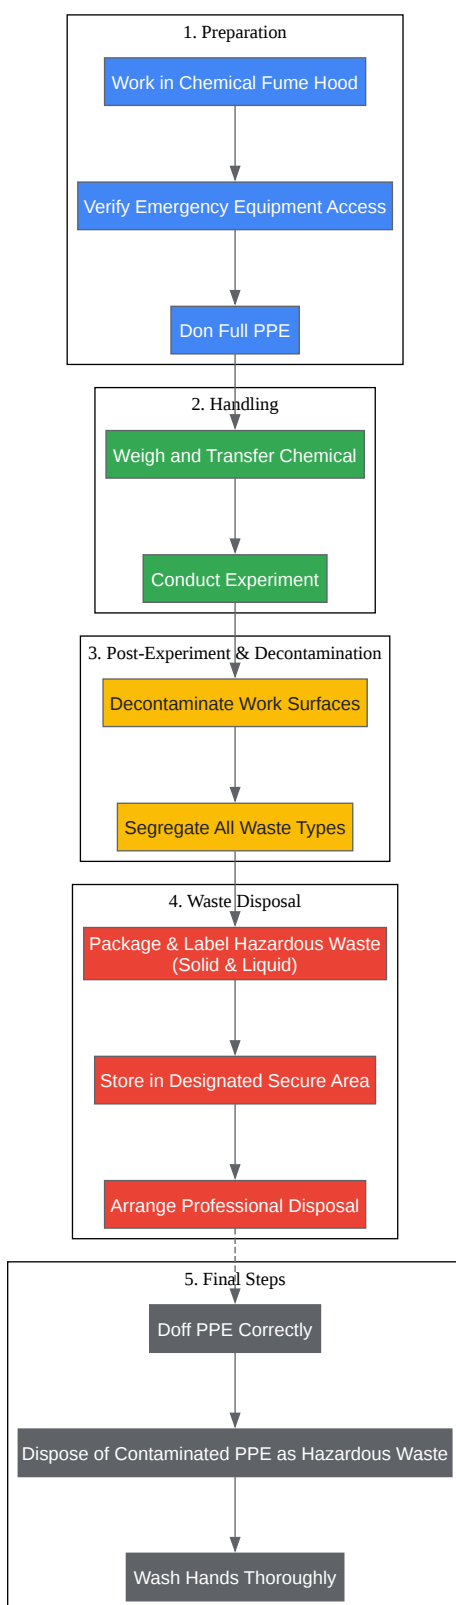 1. Preparation
Work in Chemical Fume Hood
Verify Emergency Equipment Access
Don Full PPE
2. Handling
Weigh and Transfer Chemical
Conduct Experiment
3. Post-Experiment & Decontamination
Decontaminate Work Surfaces
Segregate All Waste Types
4. Waste Disposal
Package & Label Hazardous Waste
(Solid & Liquid)
Store in Designated Secure Area
Arrange Professional Disposal
5. Final Steps
Doff PPE Correctly
Dispose of Contaminated PPE as Hazardous Waste
Wash Hands Thoroughly